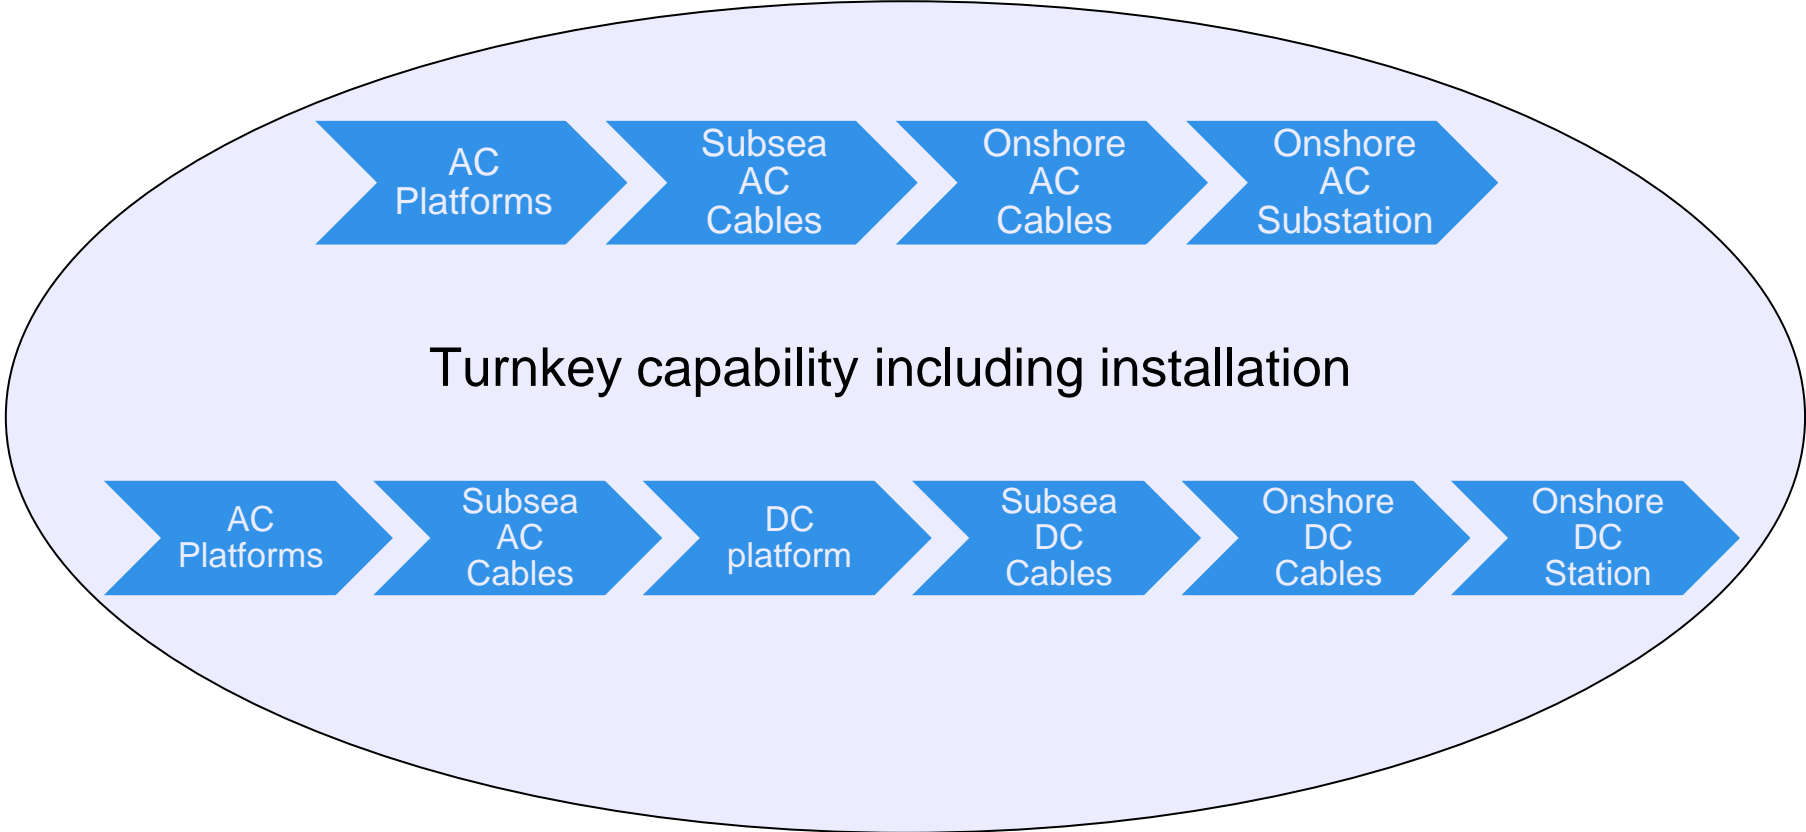 AC
Platforms
Subsea
AC
Cables
Onshore
AC
Cables
Onshore
AC
Substation
Turnkey capability including installation
AC
Platforms
Subsea
AC
Cables
DC
platform
Subsea
DC
Cables
Onshore
DC
Cables
Onshore
DC
Station